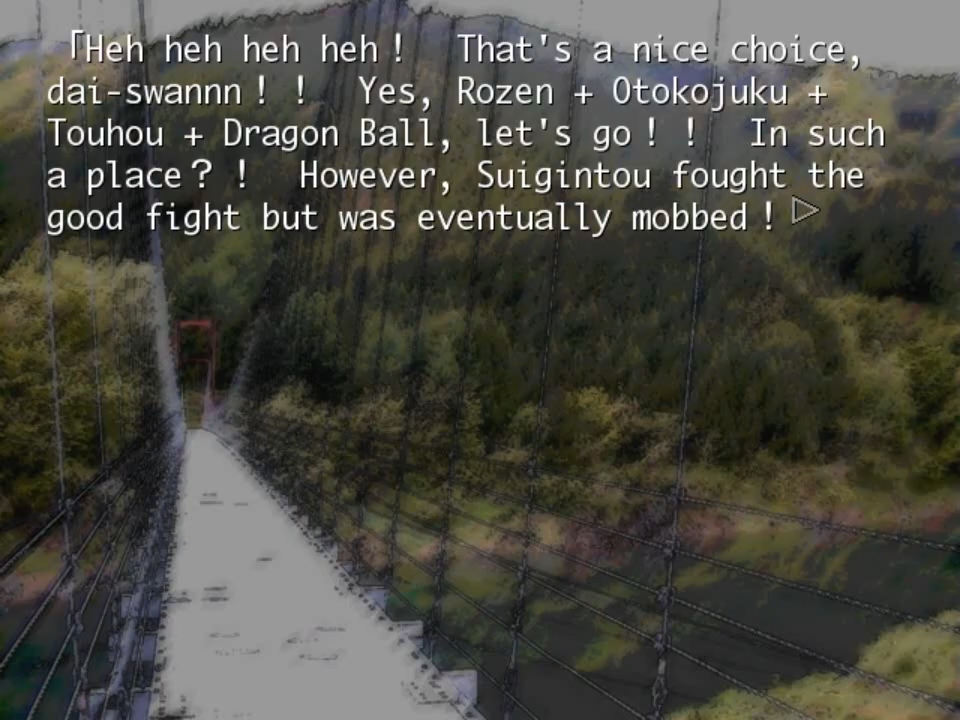 「Heh heh heh heh！　That's a nice choice,
dai-swannn！！　Yes, Rozen + Otokojuku +
Touhou + Dragon Ball, let's go！！　In such
a place？！　However, Suigintou fought the
good fight but was eventually mobbed！